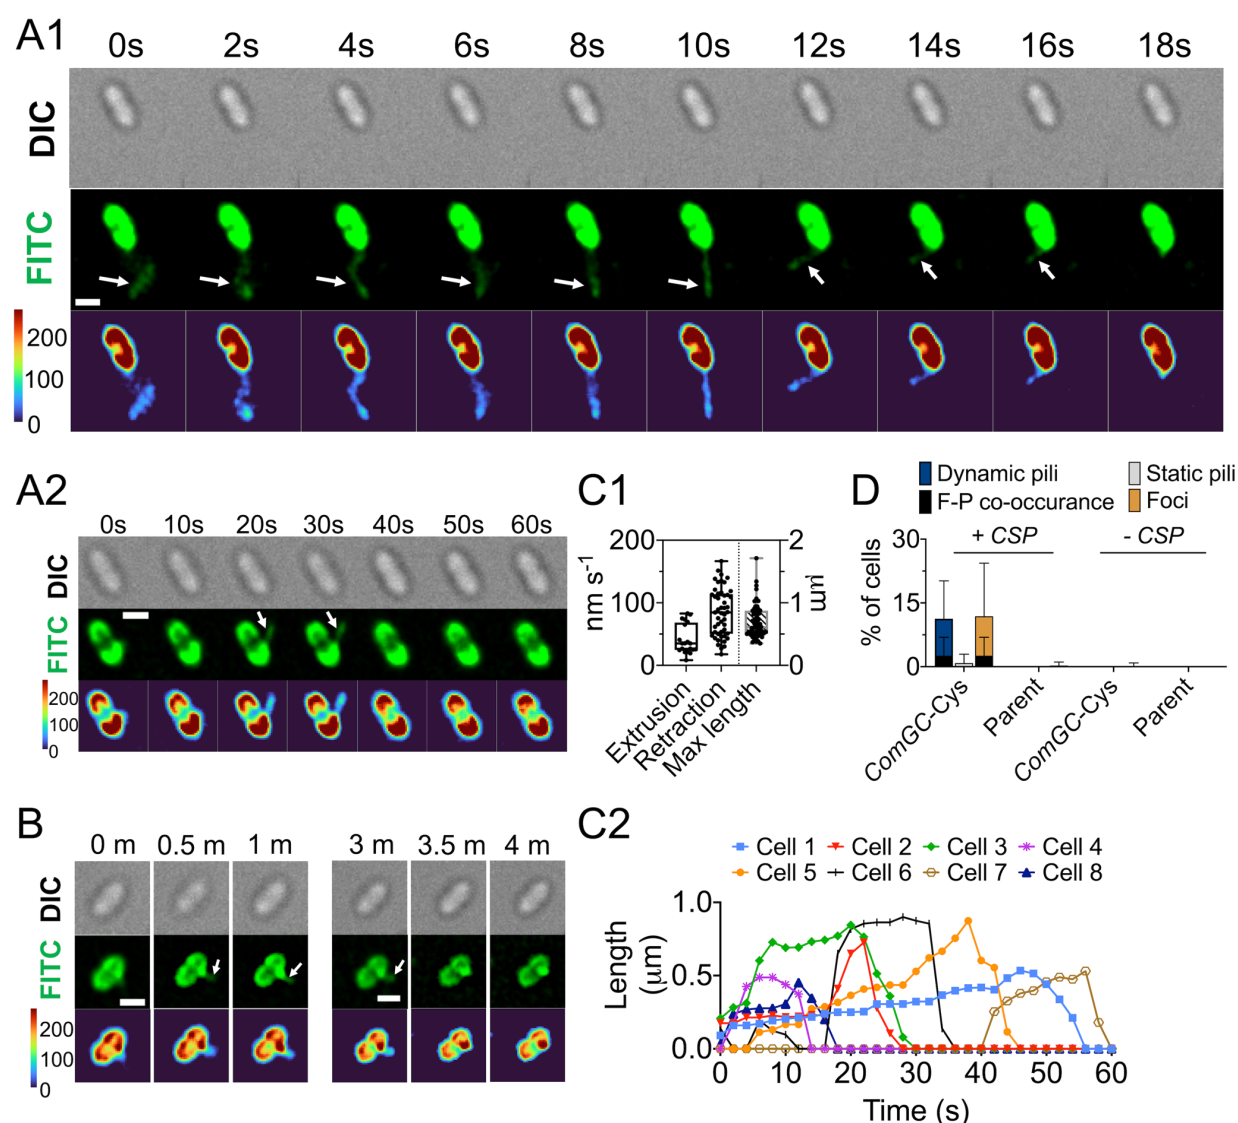 A1
0s 2s 4s 6s 8s 10s 12s 14s 16s 18s
DIC
FITC
200
100
0
A2
0s 10s 20s 30s 40s 50s 60s
DIC
FITC
200
100
0
B
0 m 0.5 m 1 m 3 m 3.5 m 4 m
DIC
FITC
200
100
0
C1
200
100
0
nm s-1
2
1
0
μm
Extrusion
Retraction
Max length
D
Dynamic pili Static pili
F-P co-occurance Foci
+ CSP - CSP
30
15
0
% of cells
ComGC-Cys Parent ComGC-Cys Parent
C2
Cell 1 Cell 2 Cell 3 Cell 4
Cell 5 Cell 6 Cell 7 Cell 8
1.0
0.5
0.0
Length
(μm)
0 10 20 30 40 50 60
Time (s)